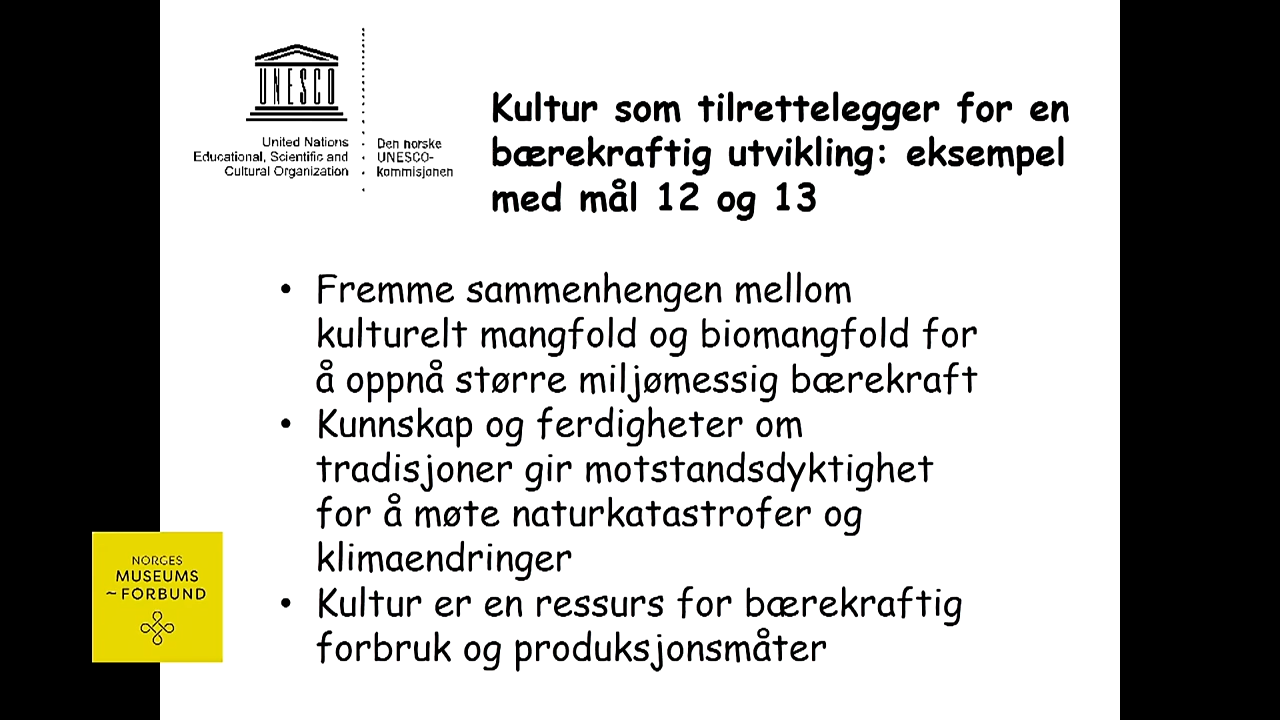 UNESCO
United Nations
Educational, Scientific and
Cultural Organization
Den norske
UNESCO-
kommisjonen
Kultur som tilrettelegger for en
bærekraftig utvikling: eksempel
med mål 12 og 13
• Fremme sammenhengen mellom
kulturelt mangfold og biomangfold for
å oppnå større miljømessig bærekraft
• Kunnskap og ferdigheter om
tradisjoner gir motstandsdyktighet
for å møte naturkatastrofer og
klimaendringer
• Kultur er en ressurs for bærekraftig
forbruk og produksjonsmåter
NORGES
MUSEUMS
~FORBUND